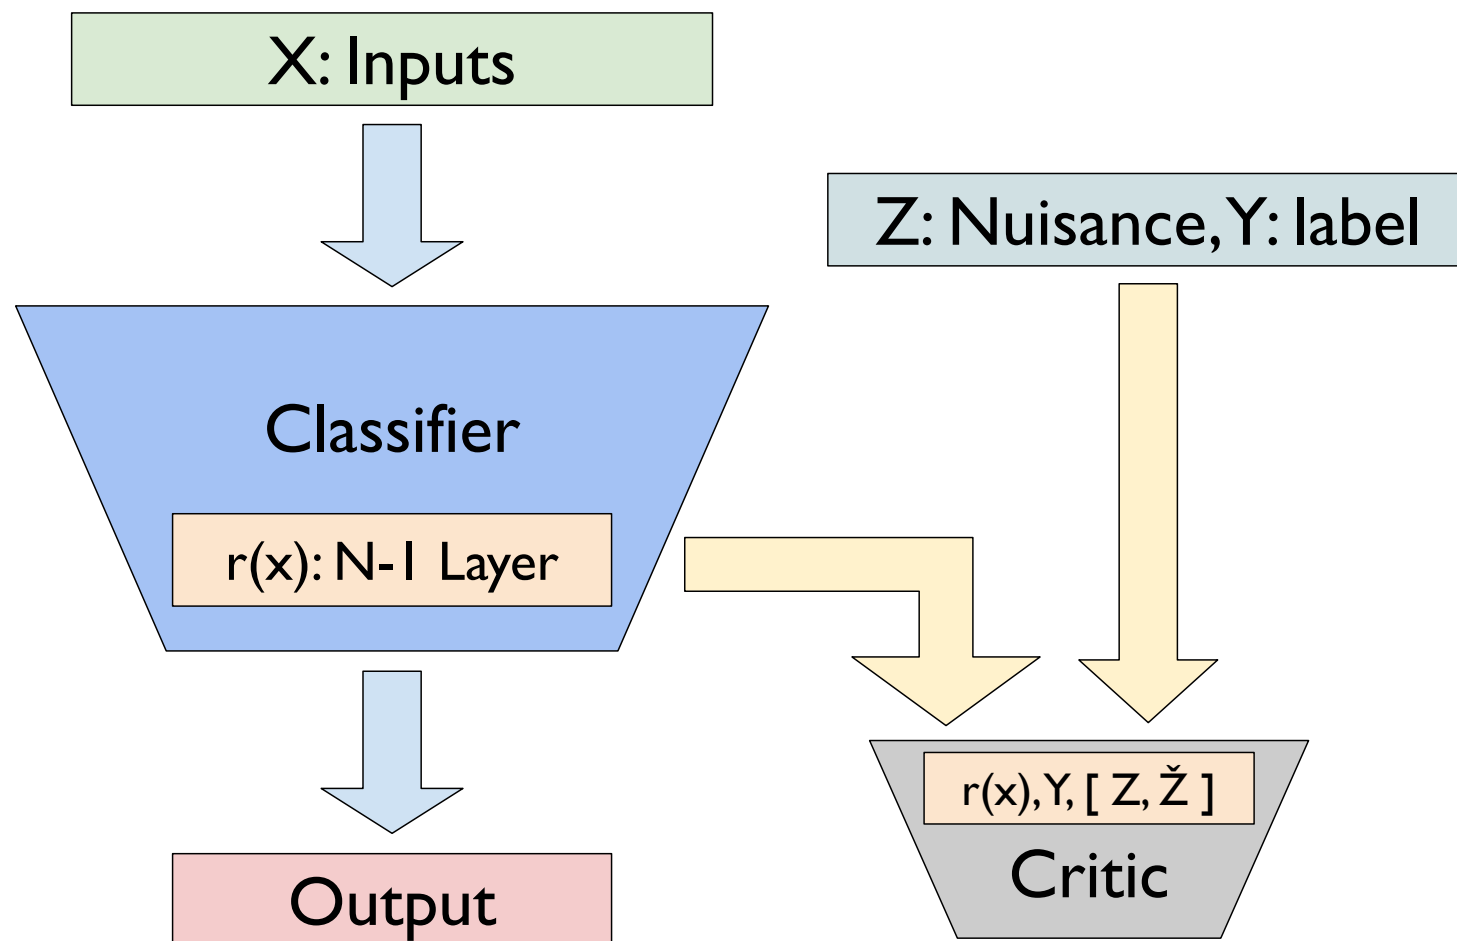 X: Inputs
Z: Nuisance, Y: label
Classifier
r(x): N-1 Layer
r(x), Y, [ Z, Ž ]
Critic
Output